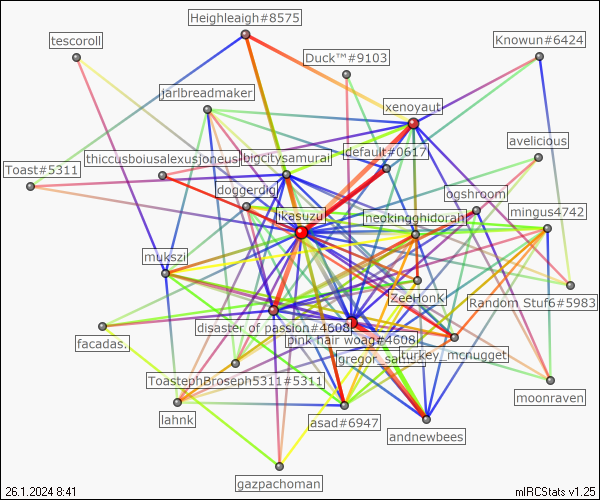 Heighleaigh#8575
tescoroll
Knowun#6424
Duck™#9103
jarlbreadmaker
xenoyaut
avelicious
default#0617
thiccusboiusalexusjoneus
bigcitysamurai
Toast#5311
doggerdig
ogshroom
likesuzu
neokingghidorah
mingus4742
mukszi
ZeeHonk
Random Stuf6#5983
disaster of passion#4608
pink hair woag#4608
facadas.
turkey_mcnugget
ToastephBroseph5311#5311
moonraven
lahnk
asad#6947
andnewbees
gazpachoman
26.1.2024 8:41
mIRCStats v1.25